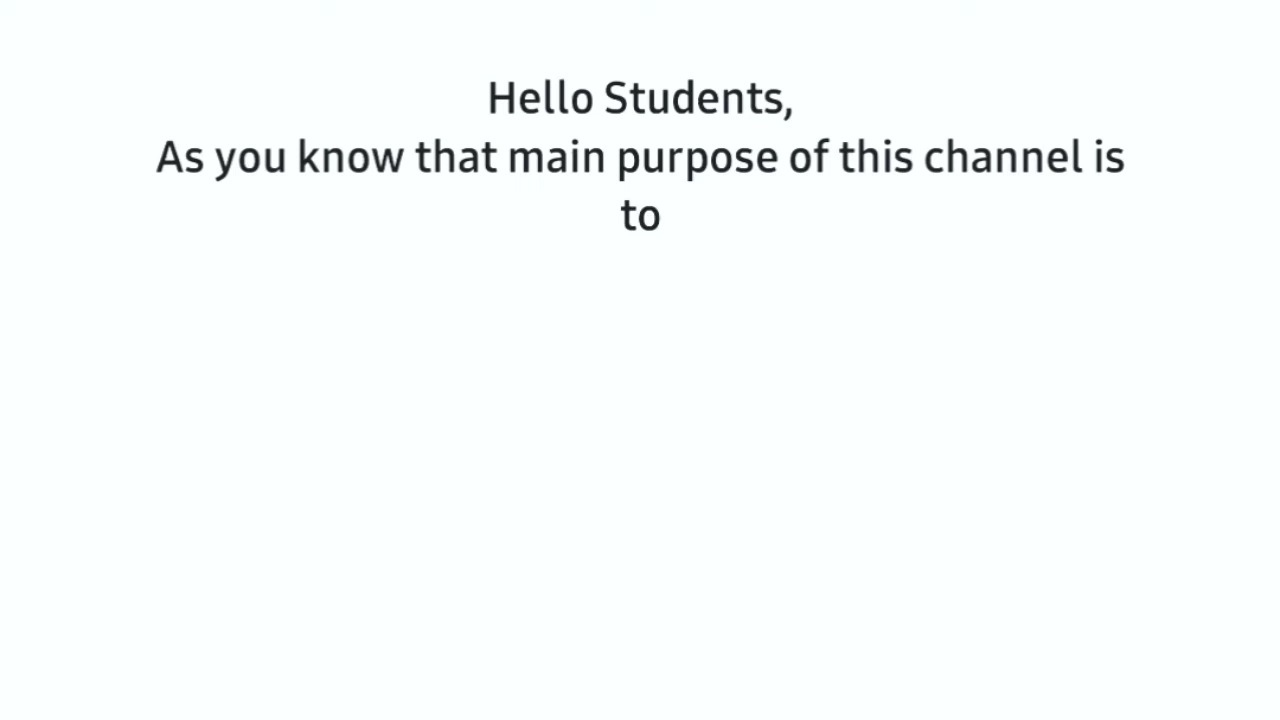 Hello Students,
As you know that main purpose of this channel is
to